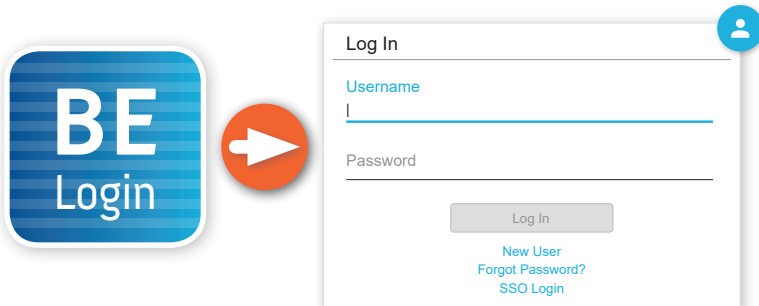 BE
Login
Log In
Username
Password
Log In
New User
Forgot Password?
SSO Login